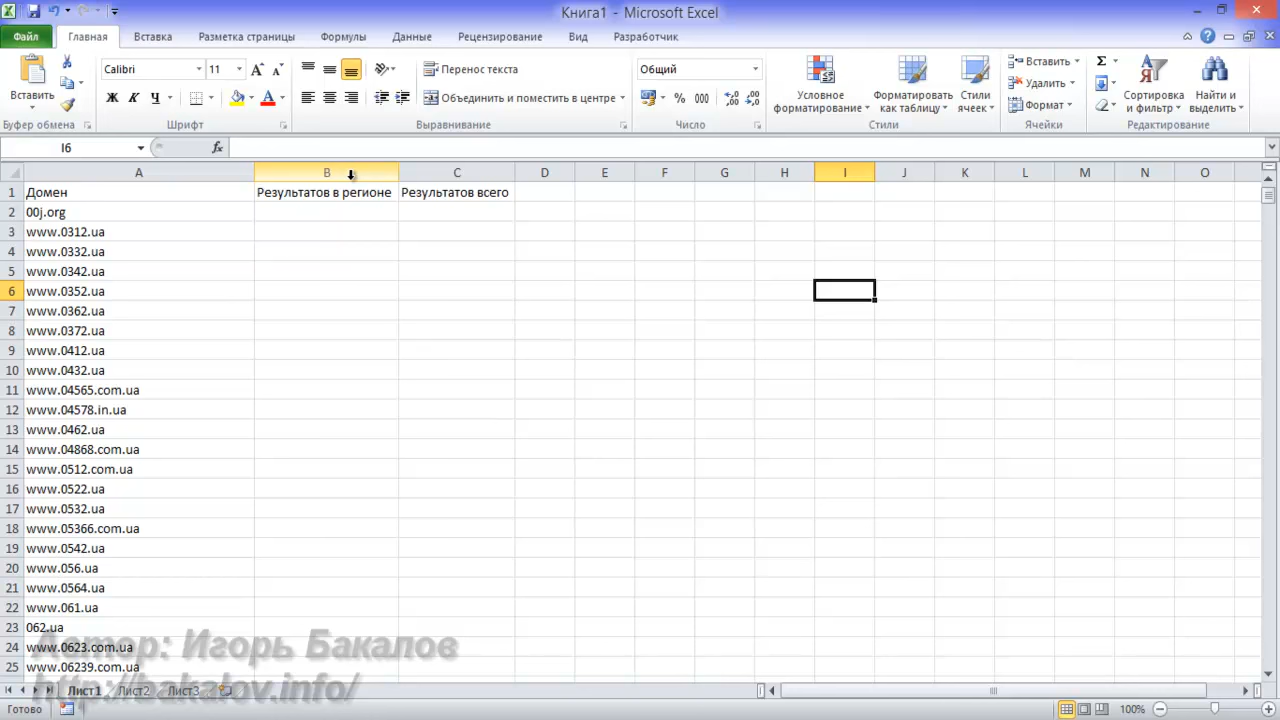 Книга1 - Microsoft Excel
Файл Главная Вставка Разметка страницы Формулы Данные Рецензирование Вид Разработчик
Вставить
Calibri 11
Ж К Ч
Перенос текста
Объединить и поместить в центре
Общий
% 000
Условное форматирование
Форматировать как таблицу
Стили ячеек
Вставить
Удалить
Формат
Сортировка и фильтр
Найти и выделить
Буфер обмена Шрифт Выравнивание Число Стили Ячейки Редактирование
I6 fx
A B C D E F G H I J K L M N O
1 Домен Результатов в регионе Результатов всего
2 00j.org
3 www.0312.ua
4 www.0332.ua
5 www.0342.ua
6 www.0352.ua
7 www.0362.ua
8 www.0372.ua
9 www.0412.ua
10 www.0432.ua
11 www.04565.com.ua
12 www.04578.in.ua
13 www.0462.ua
14 www.04868.com.ua
15 www.0512.com.ua
16 www.0522.ua
17 www.0532.ua
18 www.05366.com.ua
19 www.0542.ua
20 www.056.ua
21 www.0564.ua
22 www.061.ua
23 062.ua
24 www.0623.com.ua
25 www.06239.com.ua
Автор: Игорь Бакалов
http://bakalov.info/
Лист1 Лист2 Лист3
Готово 100%